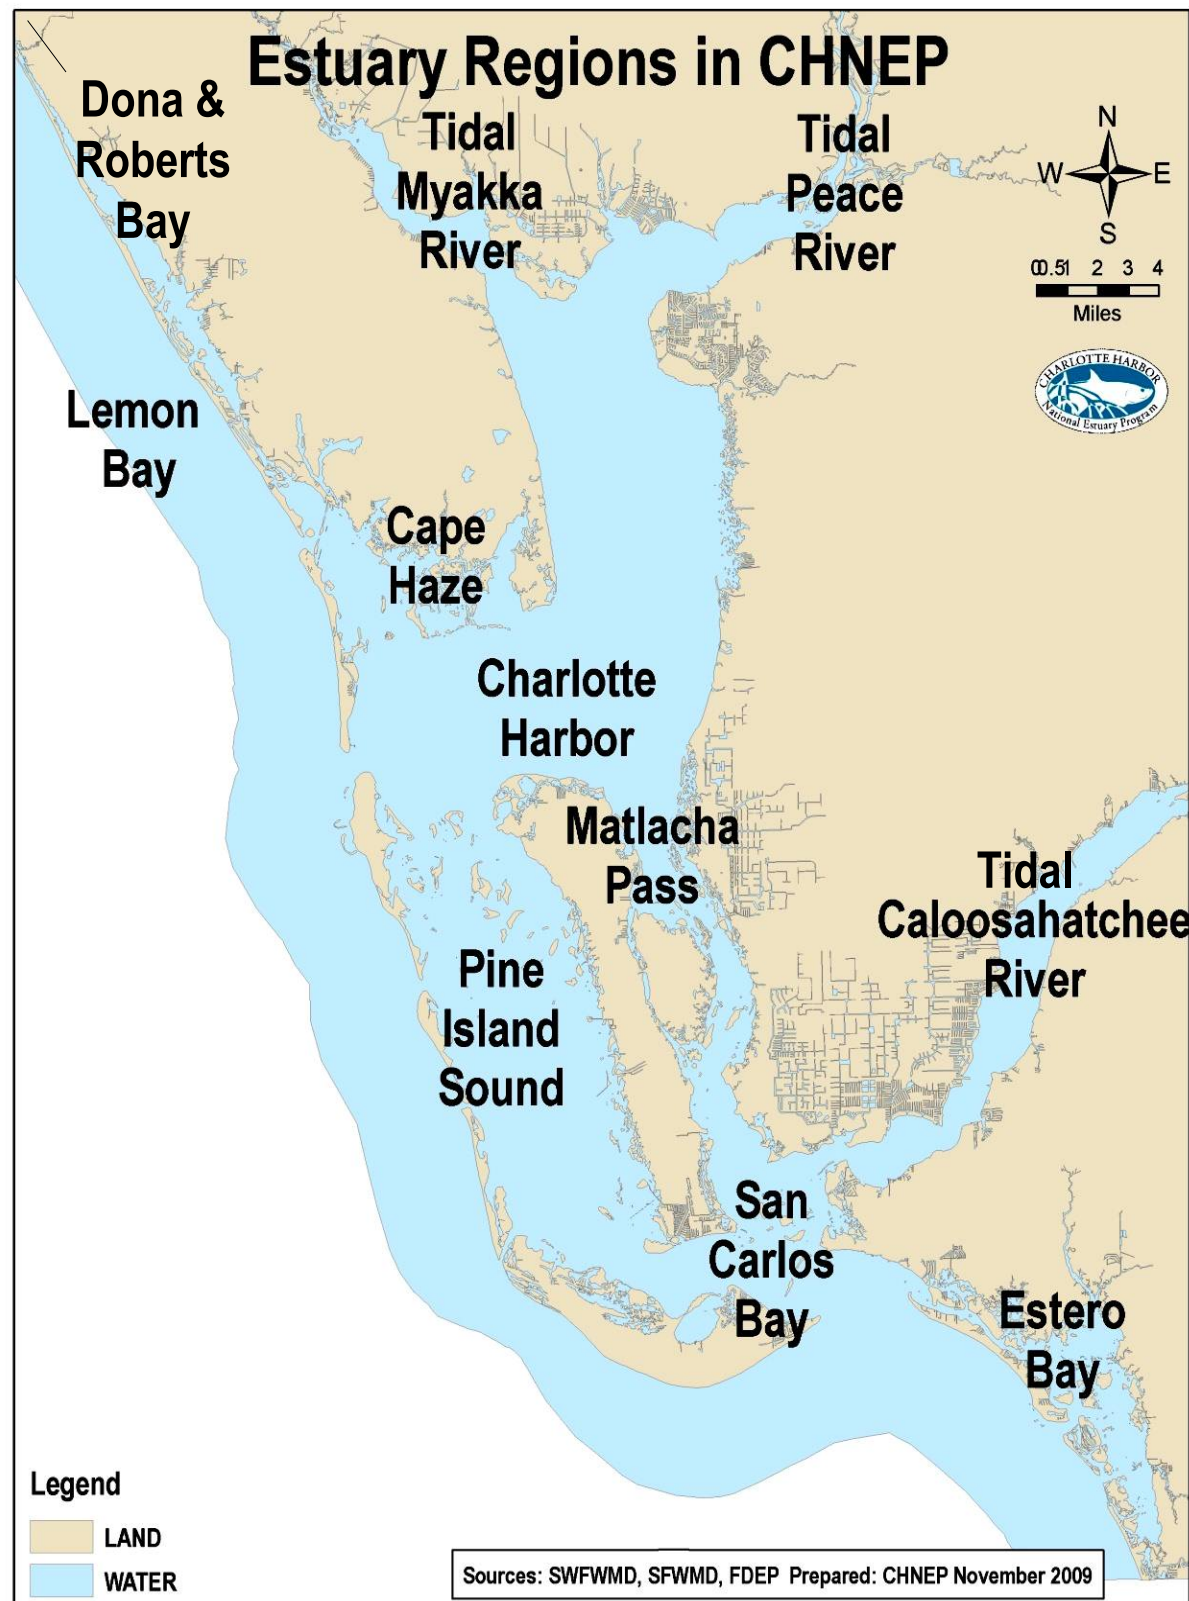 Estuary Regions in CHNEP
Dona &
Roberts
Bay
Tidal
Myakka
River
Tidal
Peace
River
N
W
E
S
0 0.5 1 2 3 4
Miles
CHARLOTTE HARBOR
National Estuary Program
Lemon
Bay
Cape
Haze
Charlotte
Harbor
Matlacha
Pass
Tidal
Caloosahatchee
River
Pine
Island
Sound
San
Carlos
Bay
Estero
Bay
Legend
LAND
WATER
Sources: SWFWMD, SFWMD, FDEP Prepared: CHNEP November 2009